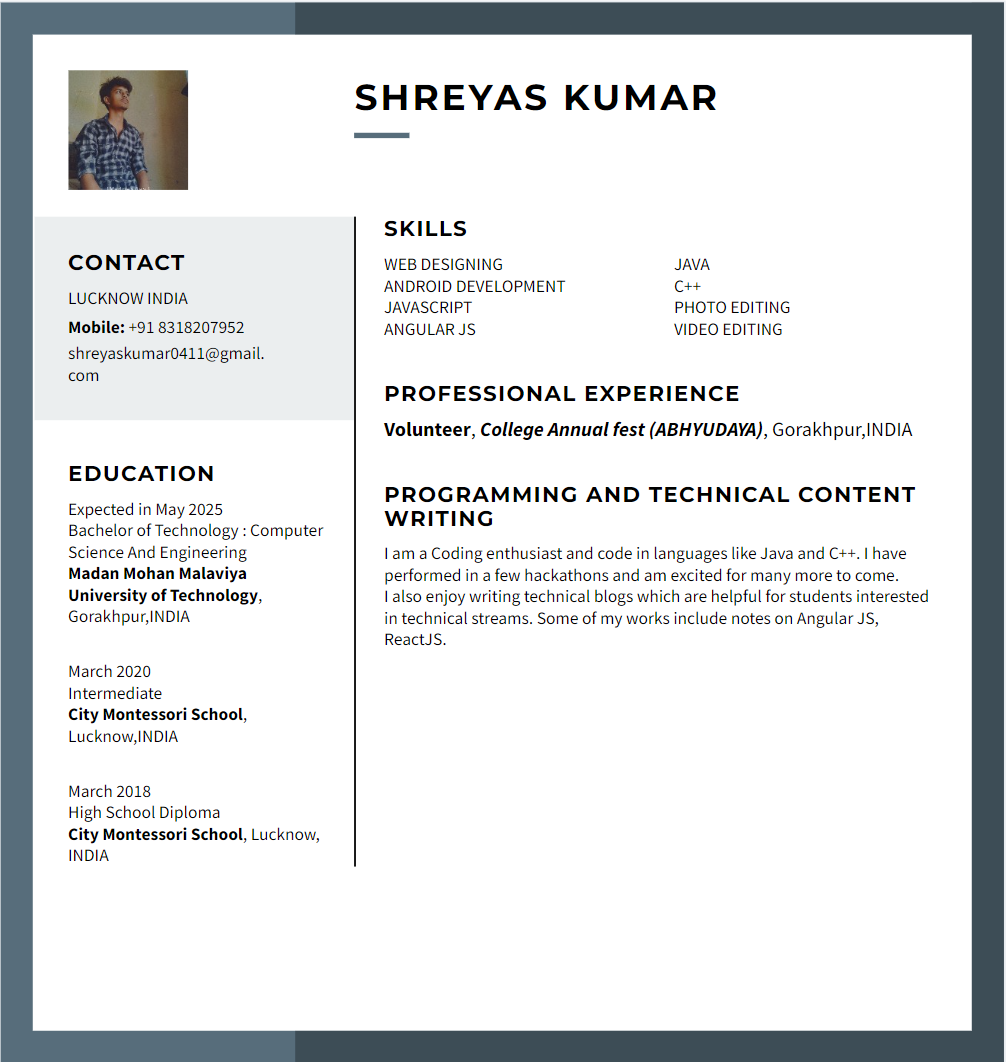 SHREYAS KUMAR
CONTACT
LUCKNOW INDIA
Mobile: +91 8318207952
shreyaskumar0411@gmail.
com
EDUCATION
Expected in May 2025
Bachelor of Technology : Computer
Science And Engineering
Madan Mohan Malaviya
University of Technology,
Gorakhpur,INDIA
March 2020
Intermediate
City Montessori School,
Lucknow,INDIA
March 2018
High School Diploma
City Montessori School, Lucknow,
INDIA
SKILLS
WEB DESIGNING
ANDROID DEVELOPMENT
JAVASCRIPT
ANGULAR JS
JAVA
C++
PHOTO EDITING
VIDEO EDITING
PROFESSIONAL EXPERIENCE
Volunteer, College Annual fest (ABHYUDAYA), Gorakhpur,INDIA
PROGRAMMING AND TECHNICAL CONTENT
WRITING
I am a Coding enthusiast and code in languages like Java and C++. I have
performed in a few hackathons and am excited for many more to come.
I also enjoy writing technical blogs which are helpful for students interested
in technical streams. Some of my works include notes on Angular JS,
ReactJS.